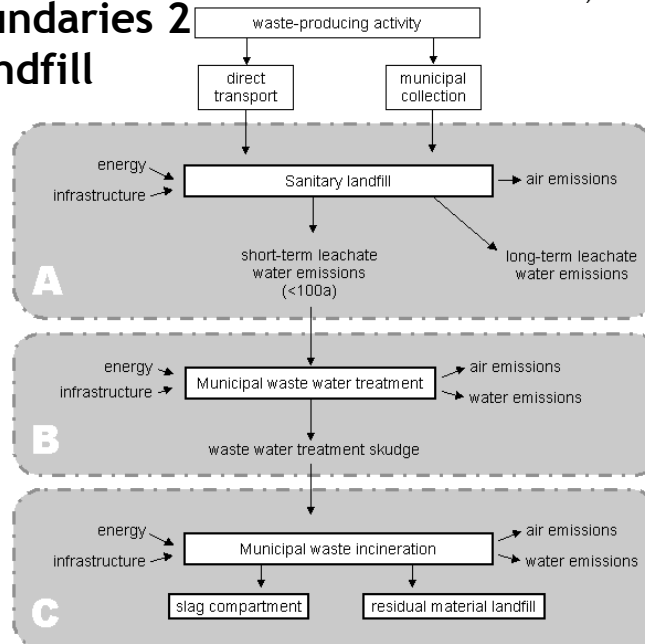 undaries 2
ndfill
waste-producing activity
direct
transport
municipal
collection
energy
infrastructure
Sanitary landfill
air emissions
short-term leachate
water emissions
(<100a)
long-term leachate
water emissions
A
energy
infrastructure
Municipal waste water treatment
air emissions
water emissions
B
waste water treatment skudge
energy
infrastructure
Municipal waste incineration
air emissions
water emissions
C
slag compartment
residual material landfill